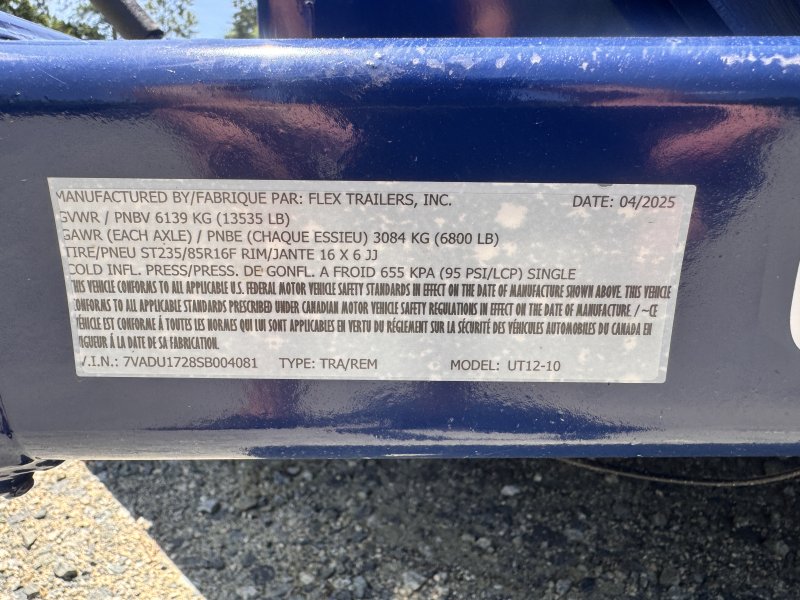 MANUFACTURED BY/FABRIQUE PAR: FLEX TRAILERS, INC. DATE: 04/2025
GVWR / PNBV 6139 KG (13535 LB)
GAWR (EACH AXLE) / PNBE (CHAQUE ESSIEU) 3084 KG (6800 LB)
TIRE/PNEU ST235/85R16F RIM/JANTE 16 X 6 JJ
COLD INFL. PRESS/PRESS. DE GONFL. A FROID 655 KPA (95 PSI/LCP) SINGLE
THIS VEHICLE CONFORMS TO ALL APPLICABLE U.S. FEDERAL MOTOR VEHICLE SAFETY STANDARDS IN EFFECT ON THE DATE OF MANUFACTURE SHOWN ABOVE. THIS VEHICLE
CONFORMS TO ALL APPLICABLE STANDARDS PRESCRIBED UNDER CANADIAN MOTOR VEHICLE SAFETY REGULATIONS IN EFFECT ON THE DATE OF MANUFACTURE. / ~CE
VÉHICLE EST CONFORME Á TOUTES LES NORMES QUI LUI SONT APPLICABLES EN VERTU DU RÉGLEMENT SUR LA SÉCURITÉ DES VÉHICULES AUTOMOBILES DU CANADA EN
VIGUEUR Á LA DATE DE SA FABRICATION.
V.I.N.: 7VADU1728SB004081 TYPE: TRA/REM MODEL: UT12-10